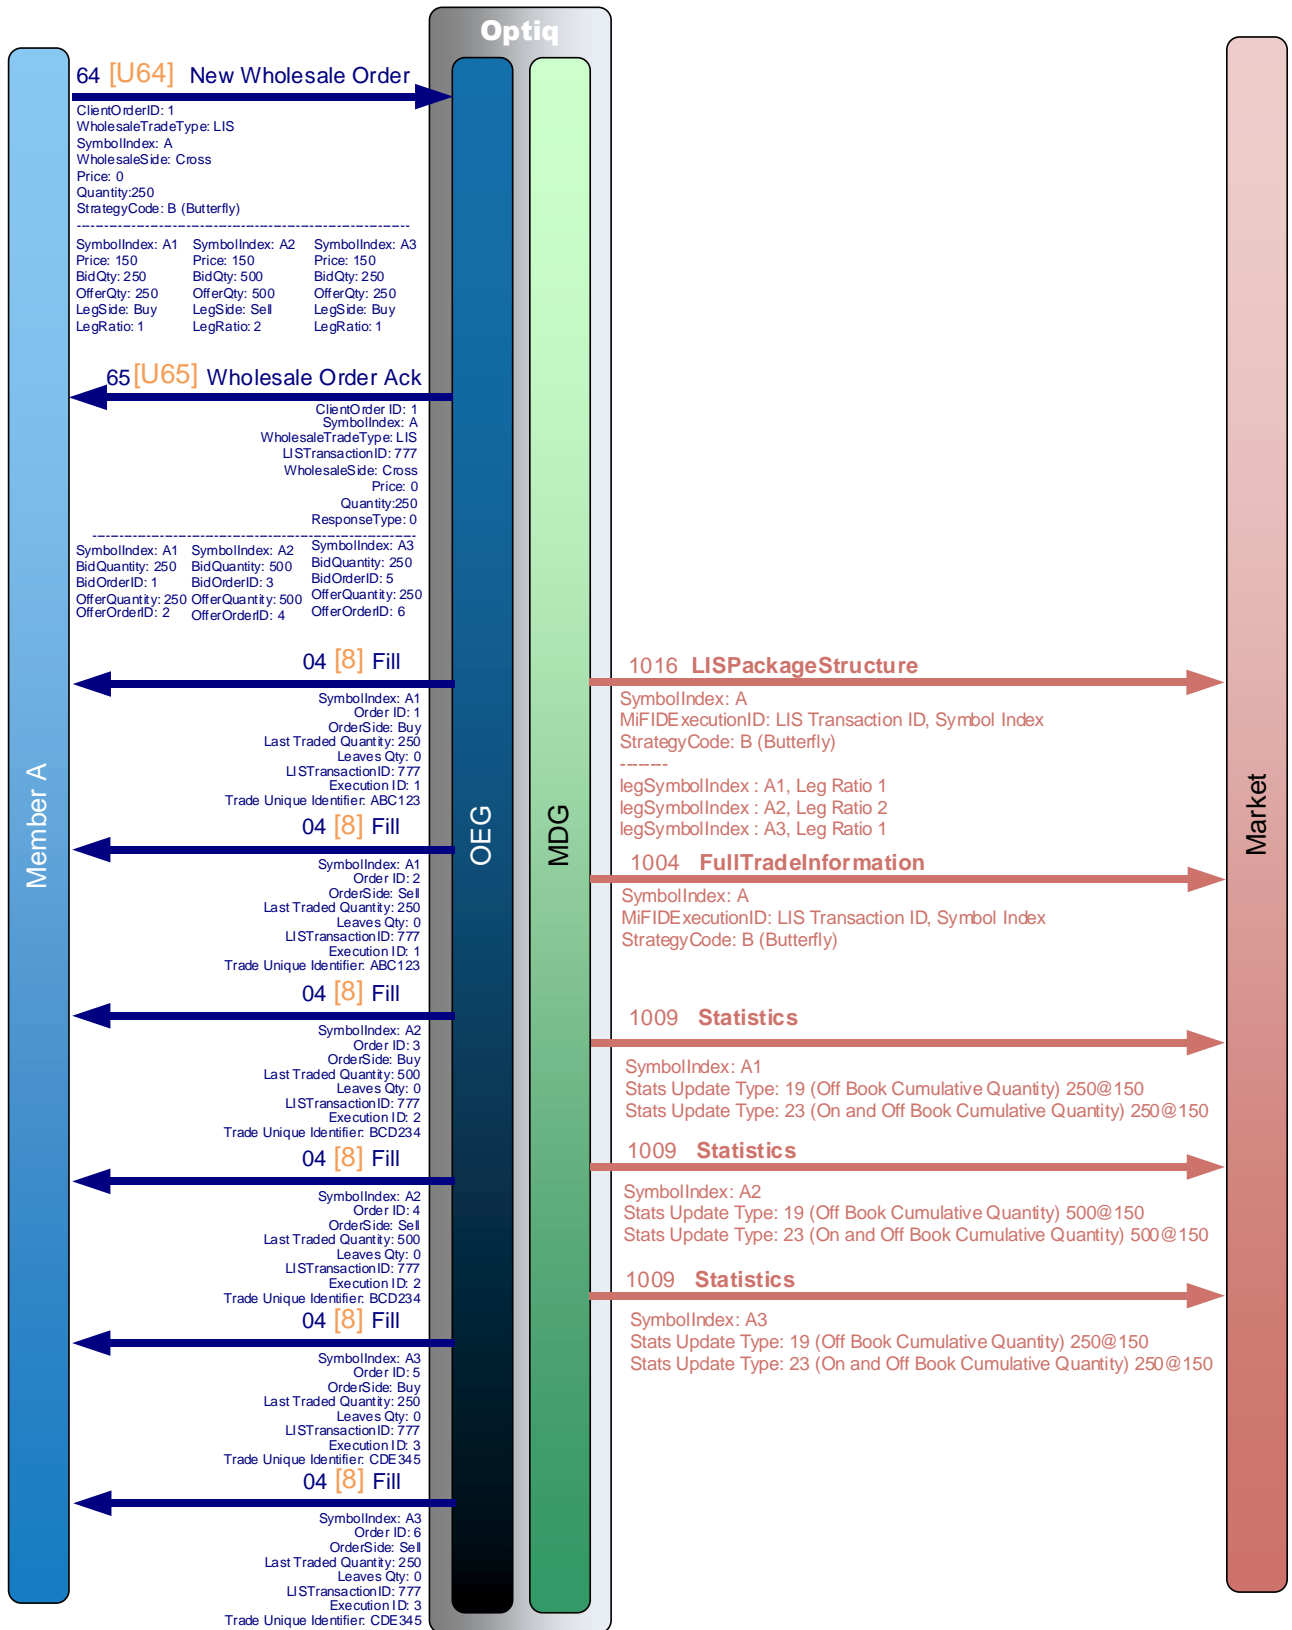 Optiq
64 [U64] New Wholesale Order
ClientOrderID: 1
WholesaleTradeType: LIS
SymbolIndex: A
WholesaleSide: Cross
Price: 0
Quantity:250
StrategyCode: B (Butterfly)
SymbolIndex: A1 SymbolIndex: A2 SymbolIndex: A3
Price: 150 Price: 150 Price: 150
BidQty: 250 BidQty: 500 BidQty: 250
OfferQty: 250 OfferQty: 500 OfferQty: 250
LegSide: Buy LegSide: Sell LegSide: Buy
LegRatio: 1 LegRatio: 2 LegRatio: 1
65 [U65] Wholesale Order Ack
ClientOrder ID: 1
SymbolIndex: A
WholesaleTradeType: LIS
LISTransactionID: 777
WholesaleSide: Cross
Price: 0
Quantity:250
ResponseType: 0
SymbolIndex: A1 SymbolIndex: A2 SymbolIndex: A3
BidQuantity: 250 BidQuantity: 500 BidQuantity: 250
BidOrderID: 1 BidOrderID: 3 BidOrderID: 5
OfferQuantity: 250 OfferQuantity: 500 OfferQuantity: 250
OfferOrderID: 2 OfferOrderID: 4 OfferOrderID: 6
04 [8] Fill
SymbolIndex: A1
Order ID: 1
OrderSide: Buy
Last Traded Quantity: 250
Leaves Qty: 0
LISTransactionID: 777
Execution ID: 1
Trade Unique Identifier: ABC123
04 [8] Fill
SymbolIndex: A1
Order ID: 2
OrderSide: Sell
Last Traded Quantity: 250
Leaves Qty: 0
LISTransactionID: 777
Execution ID: 1
Trade Unique Identifier: ABC123
04 [8] Fill
SymbolIndex: A2
Order ID: 3
OrderSide: Buy
Last Traded Quantity: 500
Leaves Qty: 0
LISTransactionID: 777
Execution ID: 2
Trade Unique Identifier: BCD234
04 [8] Fill
SymbolIndex: A2
Order ID: 4
OrderSide: Sell
Last Traded Quantity: 500
Leaves Qty: 0
LISTransactionID: 777
Execution ID: 2
Trade Unique Identifier: BCD234
04 [8] Fill
SymbolIndex: A3
Order ID: 5
OrderSide: Buy
Last Traded Quantity: 250
Leaves Qty: 0
LISTransactionID: 777
Execution ID: 3
Trade Unique Identifier: CDE345
04 [8] Fill
SymbolIndex: A3
Order ID: 6
OrderSide: Sell
Last Traded Quantity: 250
Leaves Qty: 0
LISTransactionID: 777
Execution ID: 3
Trade Unique Identifier: CDE345
Member A
OEG
MDG
Market
1016 LISPackageStructure
SymbolIndex: A
MiFIDExecutionID: LIS Transaction ID, Symbol Index
StrategyCode: B (Butterfly)
---------
legSymbolIndex : A1, Leg Ratio 1
legSymbolIndex : A2, Leg Ratio 2
legSymbolIndex : A3, Leg Ratio 1
1004 FullTradeInformation
SymbolIndex: A
MiFIDExecutionID: LIS Transaction ID, Symbol Index
StrategyCode: B (Butterfly)
1009 Statistics
SymbolIndex: A1
Stats Update Type: 19 (Off Book Cumulative Quantity) 250@150
Stats Update Type: 23 (On and Off Book Cumulative Quantity) 250@150
1009 Statistics
SymbolIndex: A2
Stats Update Type: 19 (Off Book Cumulative Quantity) 500@150
Stats Update Type: 23 (On and Off Book Cumulative Quantity) 500@150
1009 Statistics
SymbolIndex: A3
Stats Update Type: 19 (Off Book Cumulative Quantity) 250@150
Stats Update Type: 23 (On and Off Book Cumulative Quantity) 250@150